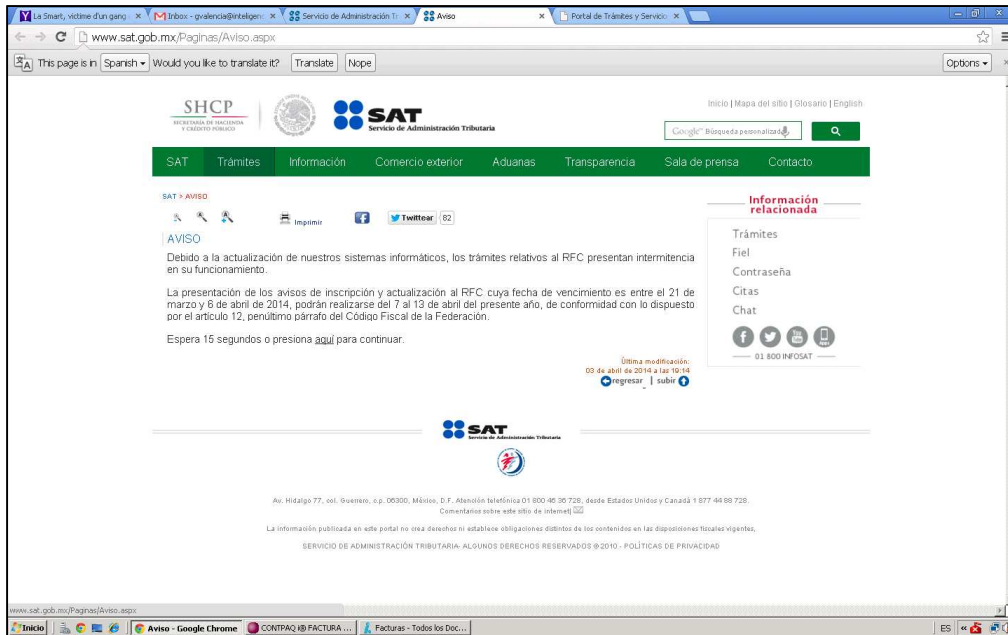 La Smart, victime d'un gang
Inbox - gvalencia@inteligenc
Servicio de Administración Tr
Aviso
Portal de Trámites y Servicio
www.sat.gob.mx/Paginas/Aviso.aspx
This page is in Spanish Would you like to translate it? Translate Nope Options
Inicio | Mapa del sitio | Glosario | English
SHCP
SECRETARÍA DE HACIENDA
Y CRÉDITO PÚBLICO
SAT
Servicio de Administración Tributaria
Google™ Búsqueda personalizada
SAT Trámites Información Comercio exterior Aduanas Transparencia Sala de prensa Contacto
SAT > AVISO
Imprimir Twittear 82
AVISO
Debido a la actualización de nuestros sistemas informáticos, los trámites relativos al RFC presentan intermitencia
en su funcionamiento.
La presentación de los avisos de inscripción y actualización al RFC cuya fecha de vencimiento es entre el 21 de
marzo y 6 de abril de 2014, podrán realizarse del 7 al 13 de abril del presente año, de conformidad con lo dispuesto
por el artículo 12, penúltimo párrafo del Código Fiscal de la Federación.
Espera 15 segundos o presiona aquí para continuar.
Última modificación:
03 de abril de 2014 a las 19:14
regresar | subir
Información
relacionada
Trámites
Fiel
Contraseña
Citas
Chat
01 800 INFOSAT
SAT
Servicio de Administración Tributaria
Av. Hidalgo 77, col. Guerrero, c.p. 06300, México, D.F. Atención telefónica 01 800 46 36 728, desde Estados Unidos y Canadá 1 877 44 88 728.
Comentarios sobre este sitio de internet|
La información publicada en este portal no crea derechos ni establece obligaciones distintos de los contenidos en las disposiciones fiscales vigentes.
SERVICIO DE ADMINISTRACIÓN TRIBUTARIA- ALGUNOS DERECHOS RESERVADOS © 2010 - POLÍTICAS DE PRIVACIDAD
www.sat.gob.mx/Paginas/Aviso.aspx
Inicio
Aviso - Google Chrome
CONTPAQ i® FACTURA ...
Facturas - Todos los Doc...
ES